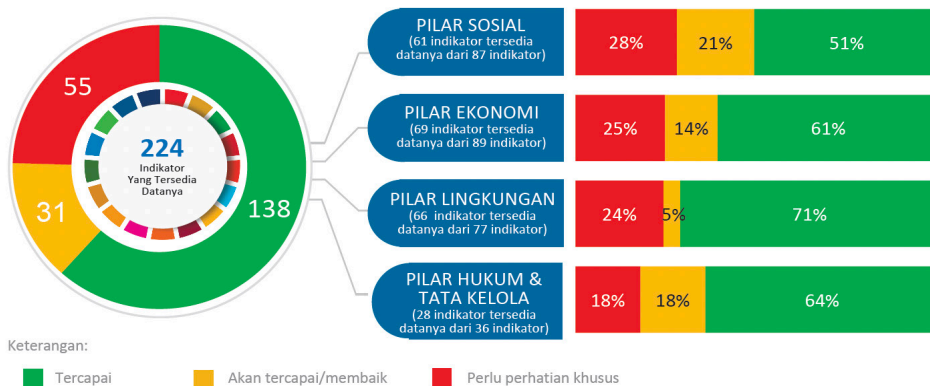 55
31
138
224
Indikator
Yang Tersedia
Datanya
PILAR SOSIAL
(61 indikator tersedia
datanya dari 87 indikator)
28% 21% 51%
PILAR EKONOMI
(69 indikator tersedia
datanya dari 89 indikator)
25% 14% 61%
PILAR LINGKUNGAN
(66 indikator tersedia
datanya dari 77 indikator)
24% 5% 71%
PILAR HUKUM &
TATA KELOLA
(28 indikator tersedia
datanya dari 36 indikator)
18% 18% 64%
Keterangan:
Tercapai Akan tercapai/membaik Perlu perhatian khusus